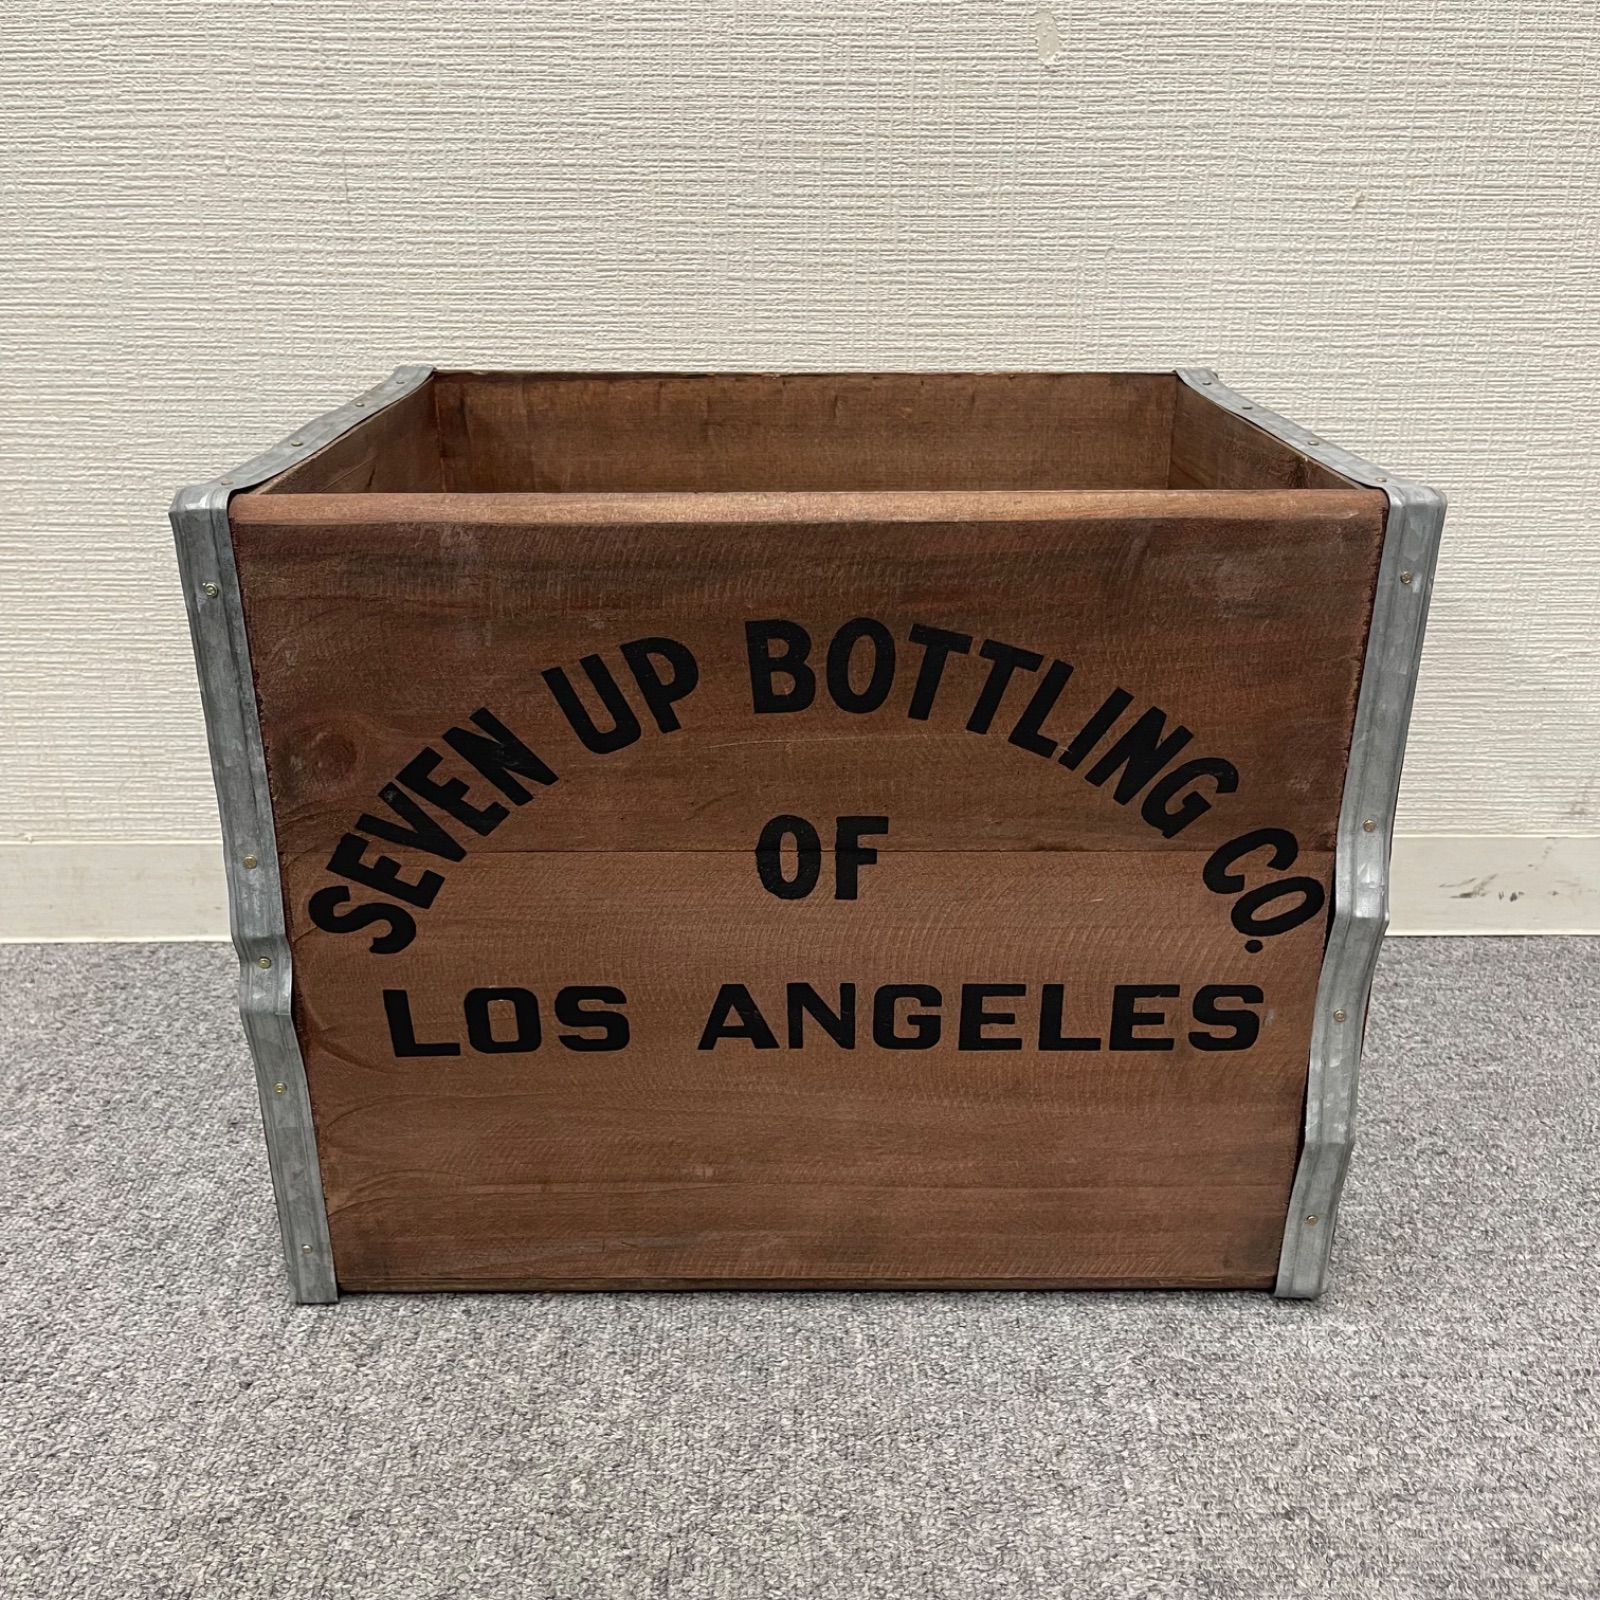 SEVEN UP BOTTLING CO.
OF
LOS ANGELES